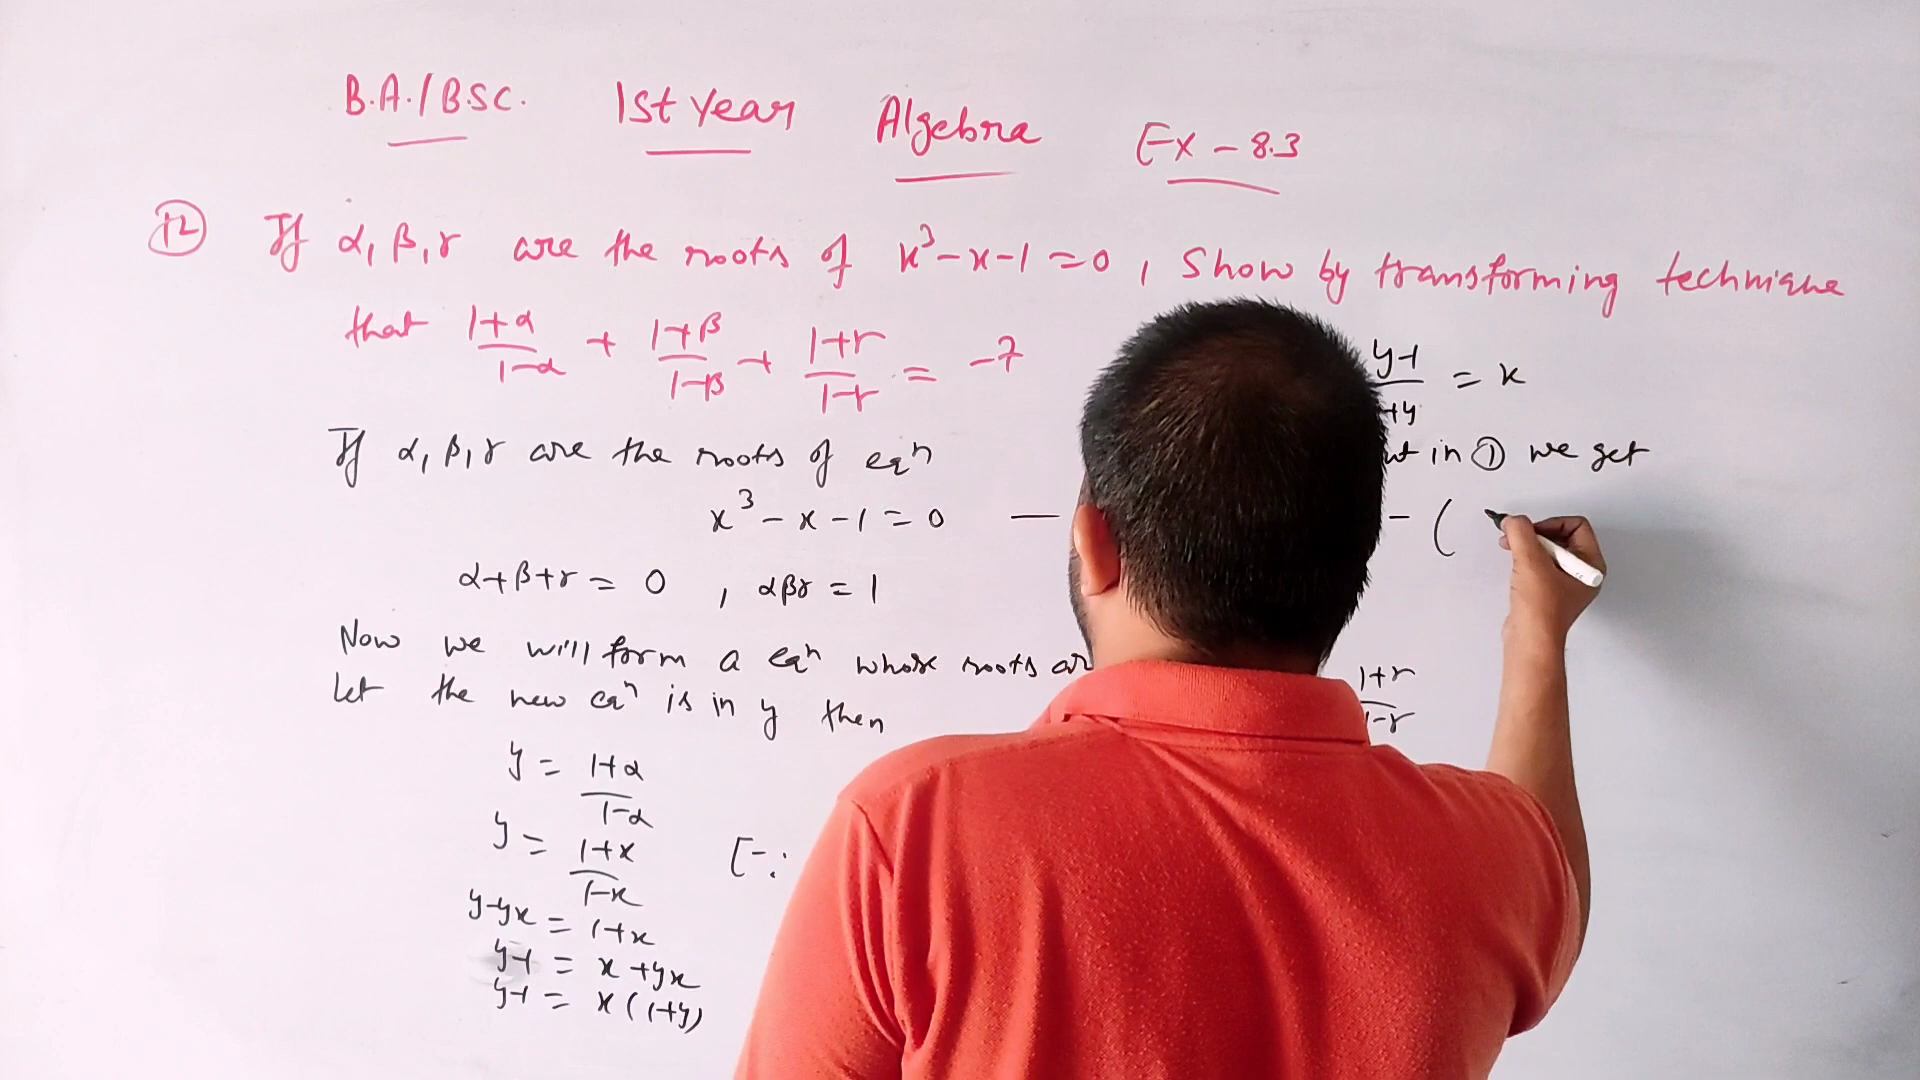 B.A./B.SC. 1st Year Algebra Ex - 8.3
(12) If α, β, γ are the roots of x³-x-1=0, Show by transforming technique
that (1+α)/(1-α) + (1+β)/(1-β) + (1+r)/(1-r) = -7
(y-1)/(+y) = x
If α, β, γ are the roots of eqⁿ
in ① we get
x³-x-1=0 —
- (
α+β+r = 0 , αβγ = 1
Now we will form a eqⁿ whose roots ar
(1+r)/(1-r)
Let the new eqⁿ is in y then
y = (1+α)/(1-α)
y = (1+x)/(1-x) [∵
y-yx = 1+x
y-1 = x+yx
y-1 = x(1+y)